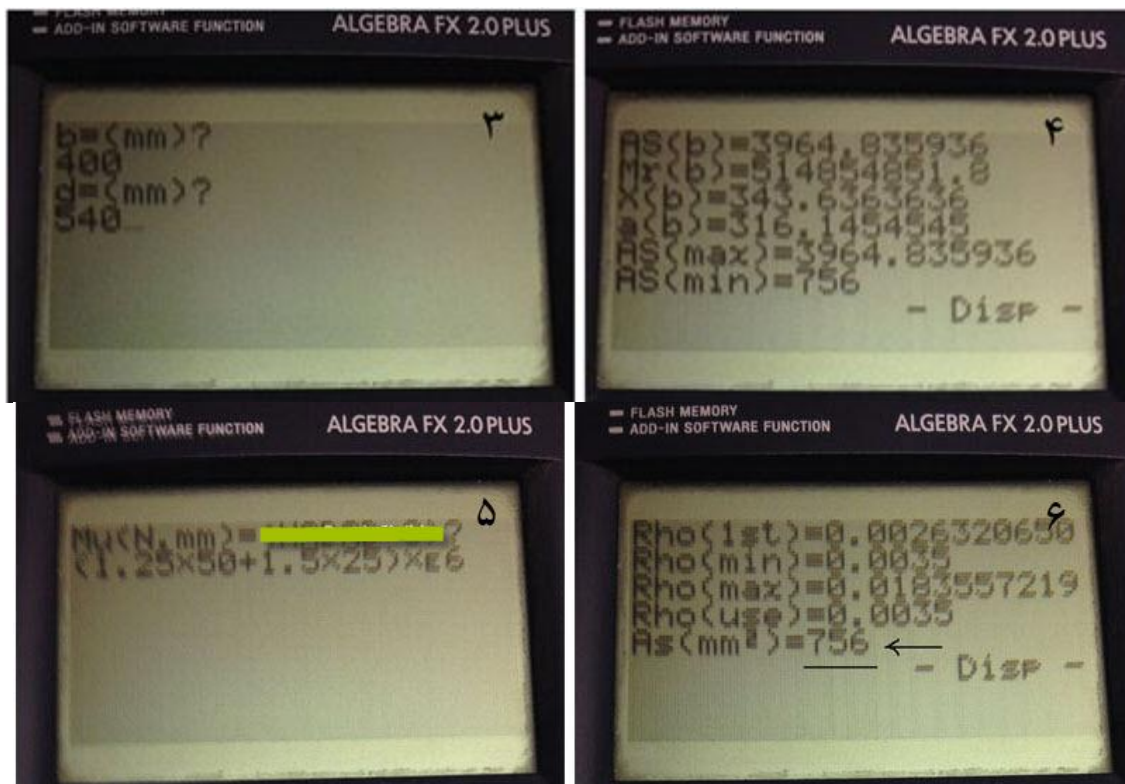 FLASH MEMORY
ADD-IN SOFTWARE FUNCTION
ALGEBRA FX 2.0 PLUS
۳
b=(mm)?
400
d=(mm)?
540
FLASH MEMORY
ADD-IN SOFTWARE FUNCTION
ALGEBRA FX 2.0 PLUS
۴
AS(b)=3964.835936
Mr(b)=514854851.8
X(b)=343.6363636
a(b)=316.1454545
AS(max)=3964.835936
AS(min)=756
- Disp -
FLASH MEMORY
ADD-IN SOFTWARE FUNCTION
ALGEBRA FX 2.0 PLUS
۵
Mu(N.mm)= ?
(1.25×50+1.5×25)×E6
FLASH MEMORY
ADD-IN SOFTWARE FUNCTION
ALGEBRA FX 2.0 PLUS
۶
Rho(1st)=0.0026320650
Rho(min)=0.0035
Rho(max)=0.0183557219
Rho(use)=0.0035
As(mm²)=756 ←
- Disp -